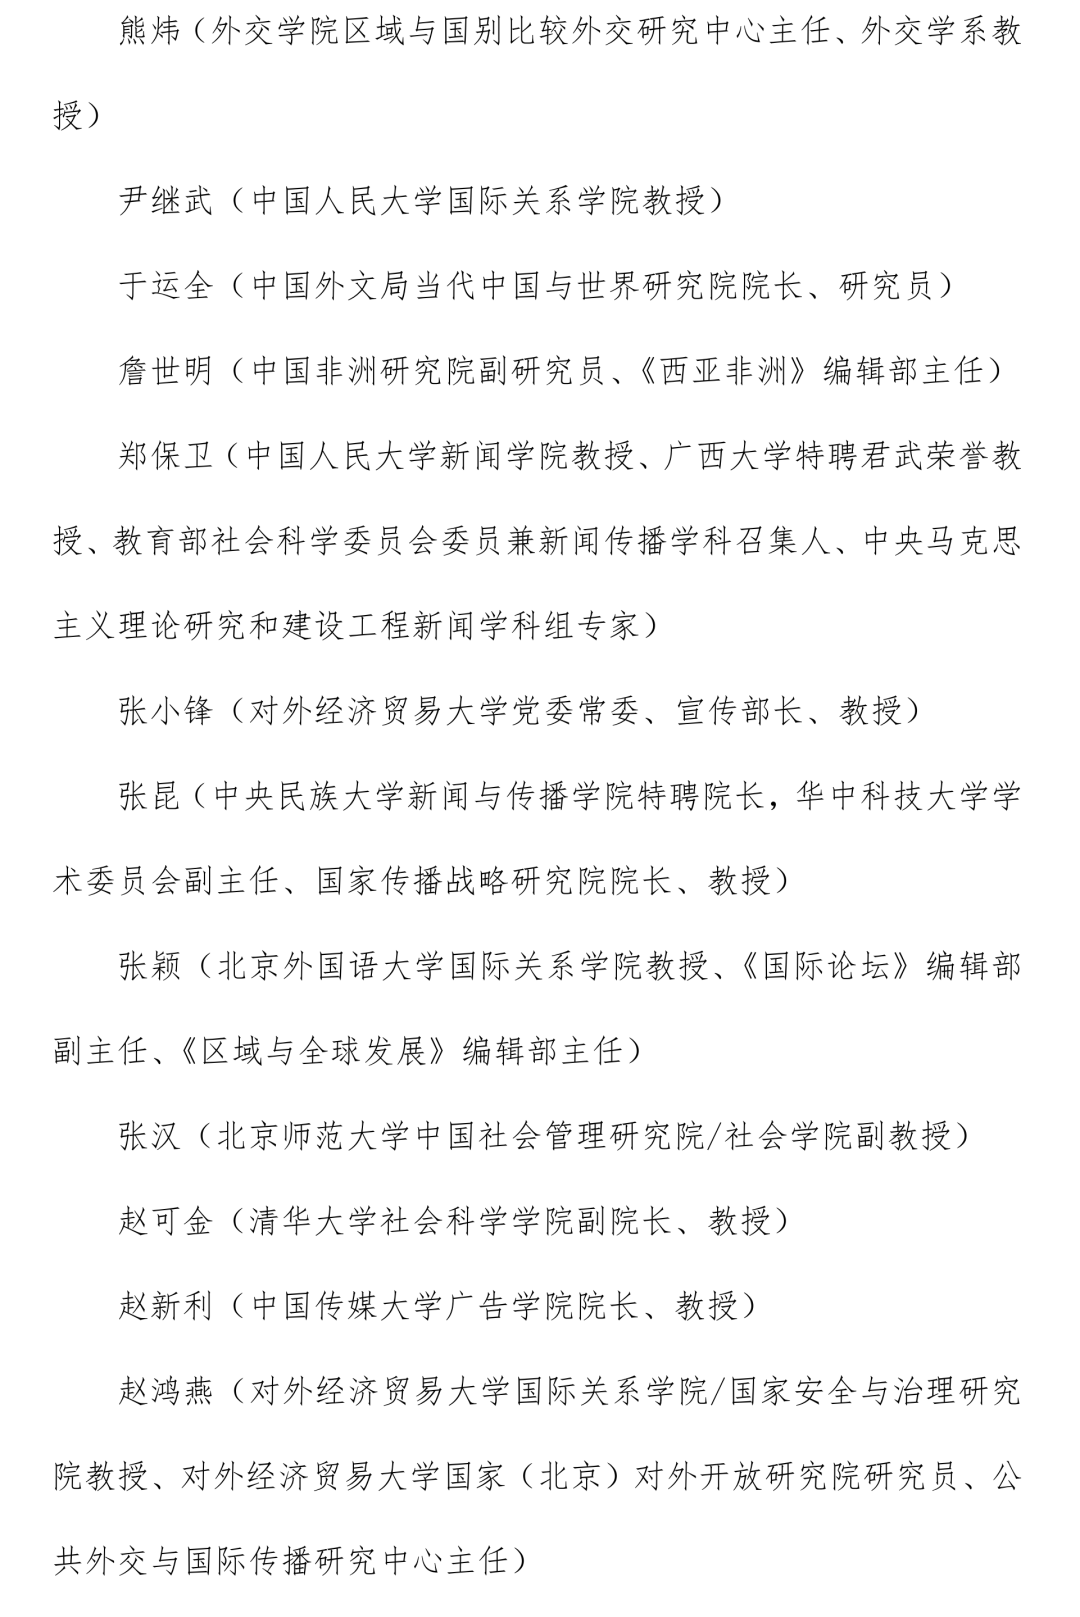 熊炜（外交学院区域与国别比较外交研究中心主任、外交学系教
授）
尹继武（中国人民大学国际关系学院教授）
于运全（中国外文局当代中国与世界研究院院长、研究员）
詹世明（中国非洲研究院副研究员、《西亚非洲》编辑部主任）
郑保卫（中国人民大学新闻学院教授、广西大学特聘君武荣誉教
授、教育部社会科学委员会委员兼新闻传播学科召集人、中央马克思
主义理论研究和建设工程新闻学科组专家）
张小锋（对外经济贸易大学党委常委、宣传部长、教授）
张昆（中央民族大学新闻与传播学院特聘院长，华中科技大学学
术委员会副主任、国家传播战略研究院院长、教授）
张颖（北京外国语大学国际关系学院教授、《国际论坛》编辑部
副主任、《区域与全球发展》编辑部主任）
张汉（北京师范大学中国社会管理研究院/社会学院副教授）
赵可金（清华大学社会科学学院副院长、教授）
赵新利（中国传媒大学广告学院院长、教授）
赵鸿燕（对外经济贸易大学国际关系学院/国家安全与治理研究
院教授、对外经济贸易大学国家（北京）对外开放研究院研究员、公
共外交与国际传播研究中心主任）